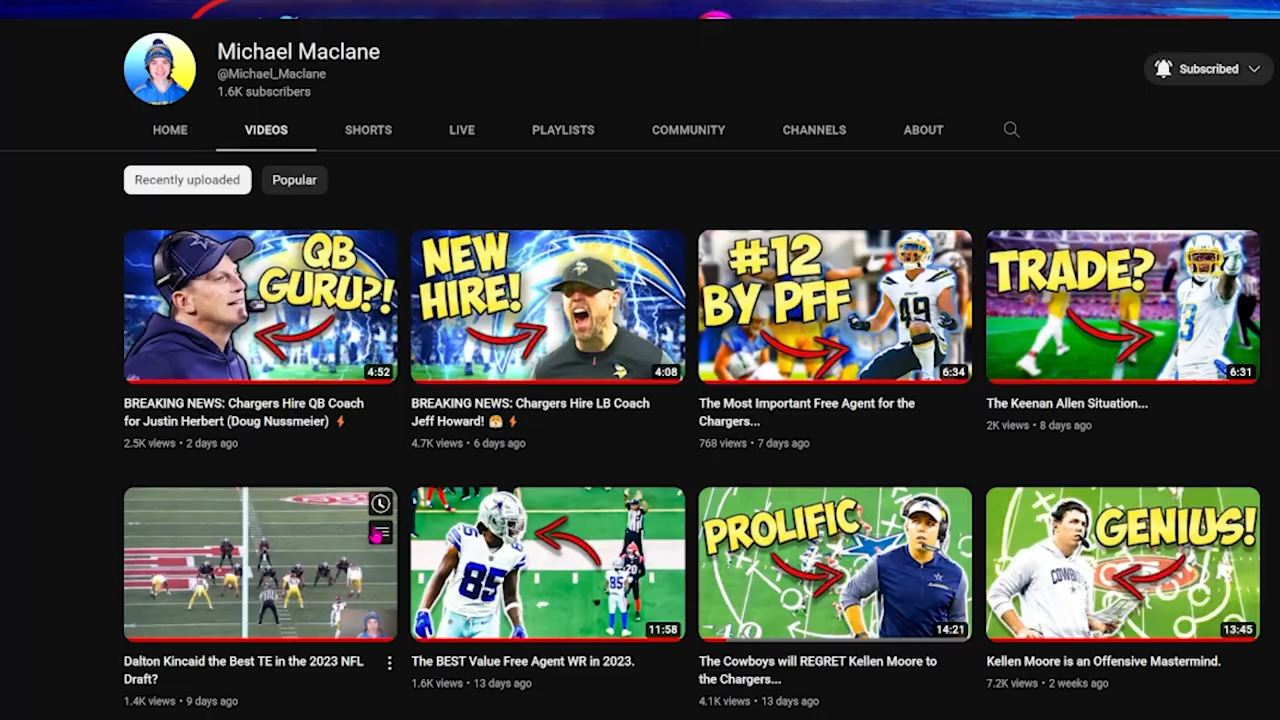 Michael Maclane
@Michael_Maclane
1.6K subscribers
Subscribed
HOME VIDEOS SHORTS LIVE PLAYLISTS COMMUNITY CHANNELS ABOUT
Recently uploaded Popular
QB
GURU?!
4:52
NEW
HIRE!
4:08
#12
BY PFF
49
6:34
TRADE?
6:31
BREAKING NEWS: Chargers Hire QB Coach
for Justin Herbert (Doug Nussmeier) ⚡
2.5K views • 2 days ago
BREAKING NEWS: Chargers Hire LB Coach
Jeff Howard! 😤⚡
4.7K views • 6 days ago
The Most Important Free Agent for the
Chargers...
768 views • 7 days ago
The Keenan Allen Situation...
2K views • 8 days ago
85
85
20
11:58
PROLIFIC
14:21
GENIUS!
13:45
Dalton Kincaid the Best TE in the 2023 NFL
Draft?
1.4K views • 9 days ago
The BEST Value Free Agent WR in 2023.
1.6K views • 13 days ago
The Cowboys will REGRET Kellen Moore to
the Chargers...
4.1K views • 13 days ago
Kellen Moore is an Offensive Mastermind.
7.2K views • 2 weeks ago